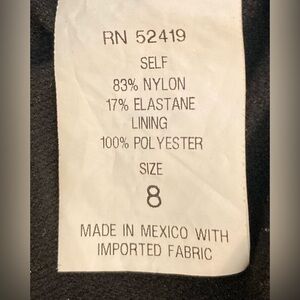 RN 52419
SELF
83% NYLON
17% ELASTANE
LINING
100% POLYESTER
SIZE
8
MADE IN MEXICO WITH
IMPORTED FABRIC